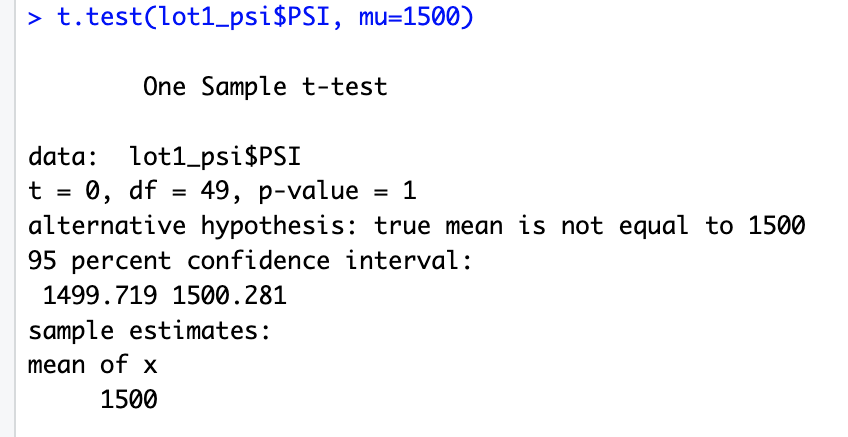 > t.test(lot1_psi$PSI, mu=1500)
One Sample t-test
data:  lot1_psi$PSI
t = 0, df = 49, p-value = 1
alternative hypothesis: true mean is not equal to 1500
95 percent confidence interval:
1499.719 1500.281
sample estimates:
mean of x
1500